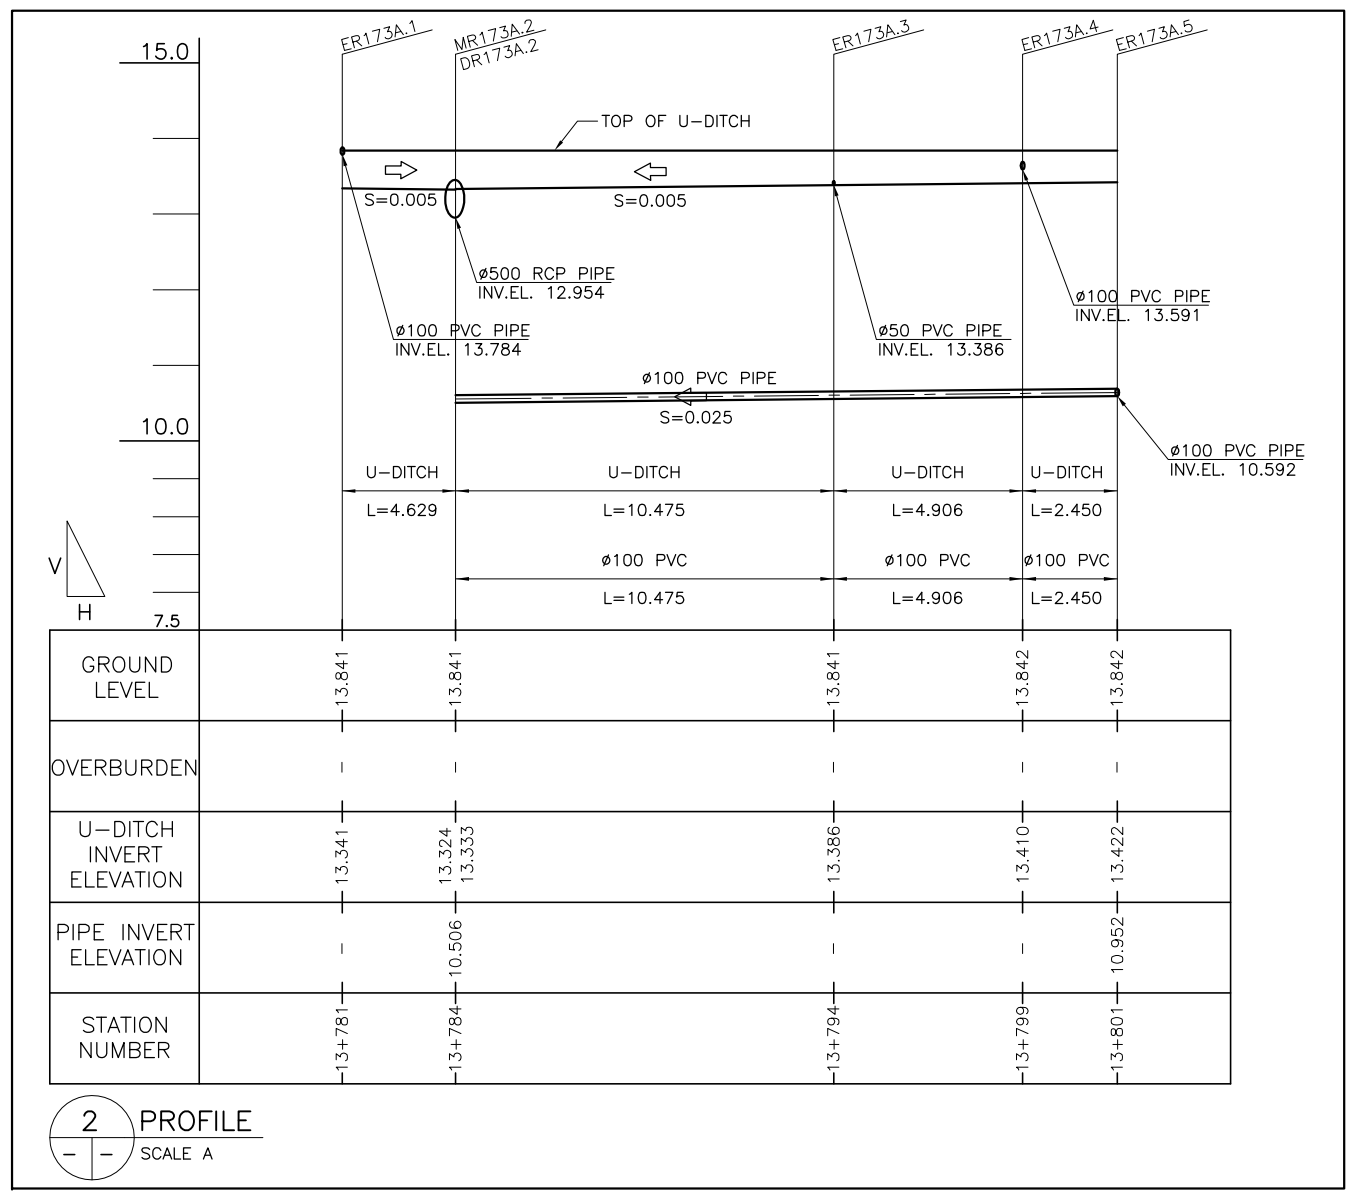 ER173A.1
MR173A.2
DR173A.2
ER173A.3
ER173A.4
ER173A.5
15.0
TOP OF U-DITCH
S=0.005
S=0.005
ø500 RCP PIPE
INV.EL. 12.954
ø100 PVC PIPE
INV.EL. 13.591
ø100 PVC PIPE
INV.EL. 13.784
ø50 PVC PIPE
INV.EL. 13.386
ø100 PVC PIPE
S=0.025
10.0
ø100 PVC PIPE
INV.EL. 10.592
U-DITCH
U-DITCH
U-DITCH
U-DITCH
L=4.629
L=10.475
L=4.906
L=2.450
V
H
ø100 PVC
ø100 PVC
ø100 PVC
L=10.475
L=4.906
L=2.450
7.5
GROUND
LEVEL
13.841
13.841
13.841
13.842
13.842
OVERBURDEN
-
-
-
-
-
U-DITCH
INVERT
ELEVATION
13.341
13.324
13.333
13.386
13.410
13.422
PIPE INVERT
ELEVATION
-
10.506
-
-
10.952
STATION
NUMBER
13+781
13+784
13+794
13+799
13+801
2
- -
PROFILE
SCALE A